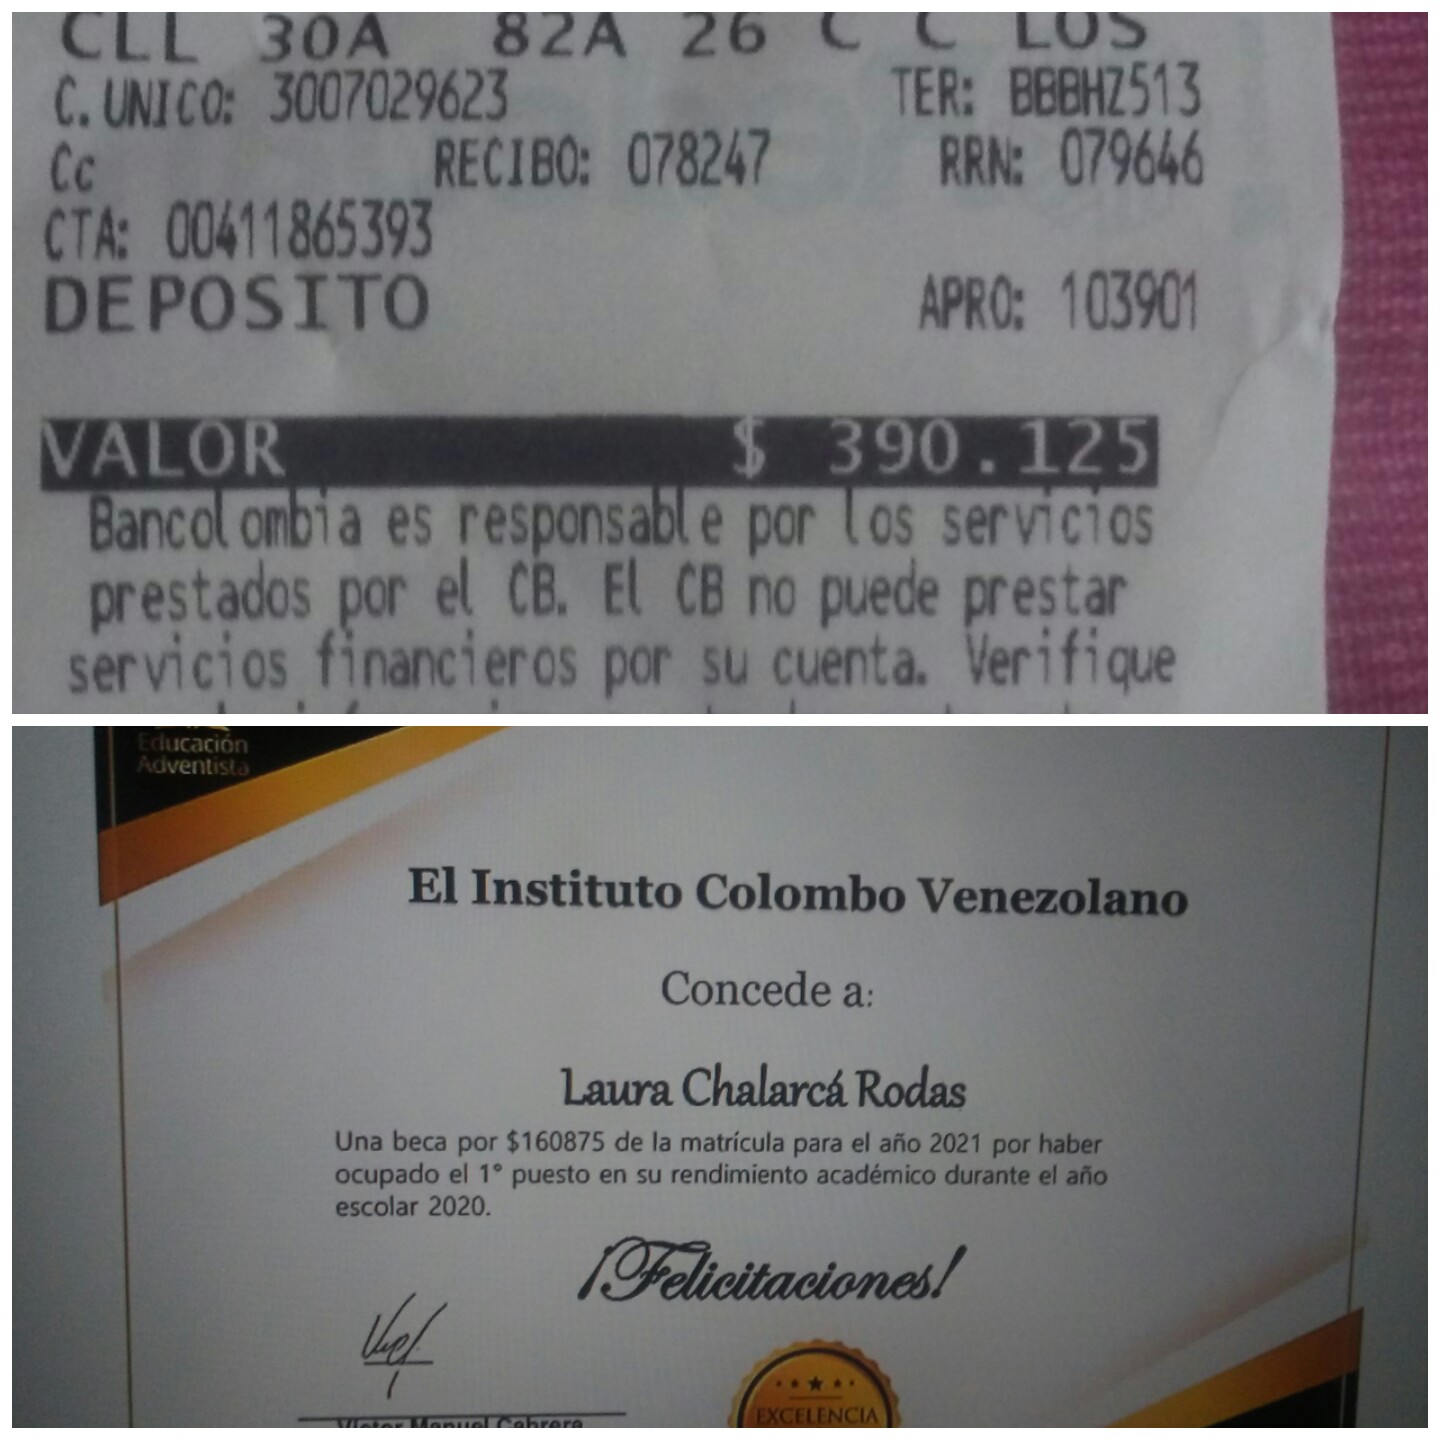 CLL 30A 82A 26 C C LOS
C. UNICO: 3007029623 TER: BBBHZ513
Cc RECIBO: 078247 RRN: 079646
CTA: 00411865393
DEPOSITO APRO: 103901
VALOR $ 390.125
Bancolombia es responsable por los servicios
prestados por el CB. El CB no puede prestar
servicios financieros por su cuenta. Verifique
Educación
Adventista
El Instituto Colombo Venezolano
Concede a:
Laura Chalarcá Rodas
Una beca por $160875 de la matrícula para el año 2021 por haber
ocupado el 1° puesto en su rendimiento académico durante el año
escolar 2020.
¡Felicitaciones!
Victor Manuel Cabrera
EXCELENCIA